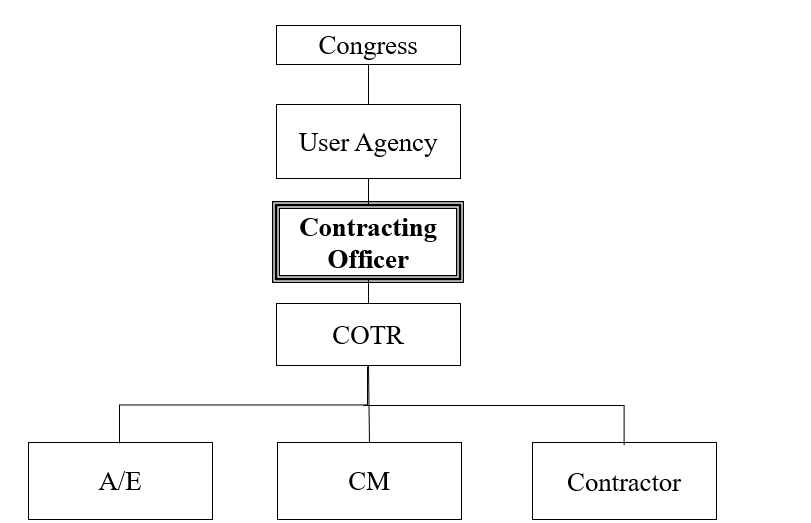 Congress
User Agency
Contracting
Officer
COTR
A/E
CM
Contractor